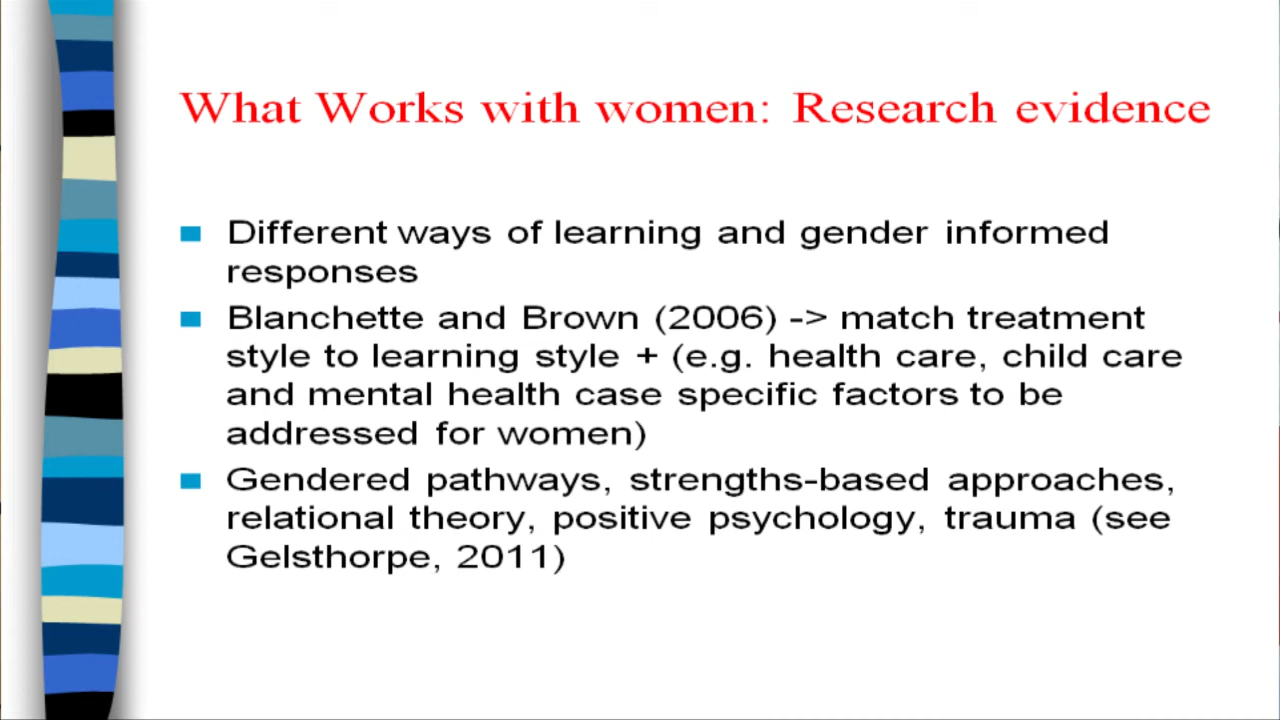 What Works with women: Research evidence
Different ways of learning and gender informed
responses
Blanchette and Brown (2006) -> match treatment
style to learning style + (e.g. health care, child care
and mental health case specific factors to be
addressed for women)
Gendered pathways, strengths-based approaches,
relational theory, positive psychology, trauma (see
Gelsthorpe, 2011)